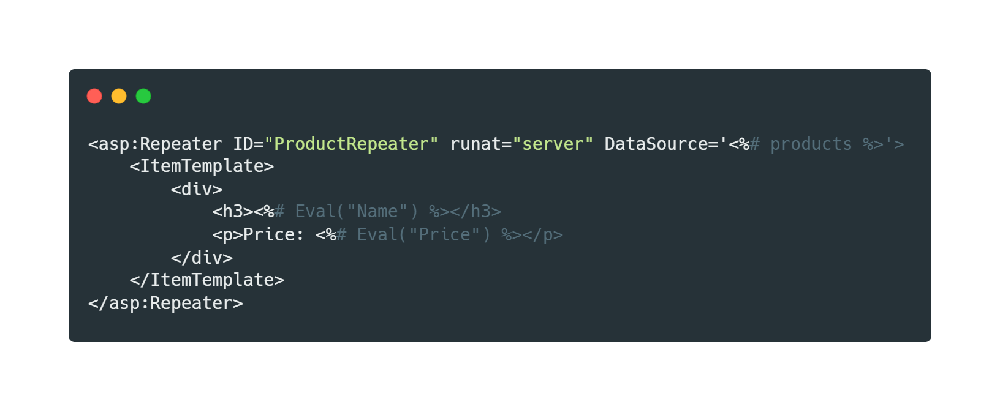 <asp:Repeater ID="ProductRepeater" runat="server" DataSource='<%# products %>'>
    <ItemTemplate>
        <div>
            <h3><%# Eval("Name") %></h3>
            <p>Price: <%# Eval("Price") %></p>
        </div>
    </ItemTemplate>
</asp:Repeater>